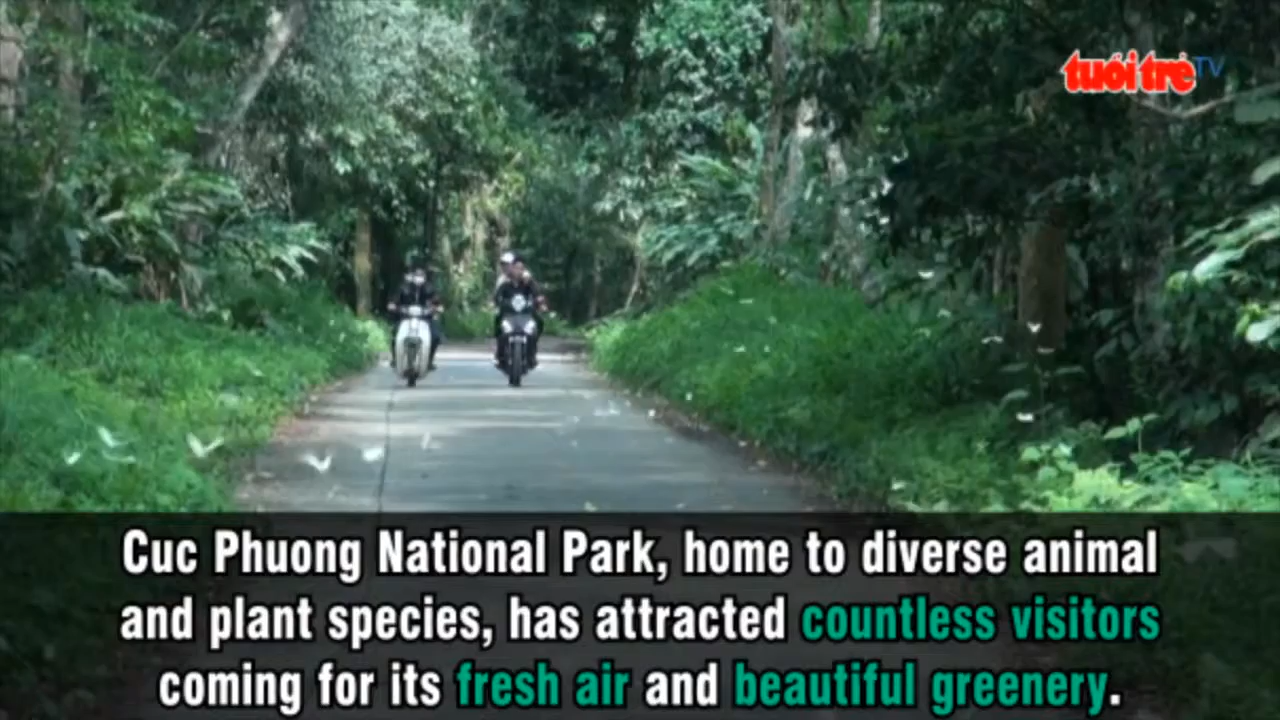 tuổi trẻ TV
Cuc Phuong National Park, home to diverse animal
and plant species, has attracted countless visitors
coming for its fresh air and beautiful greenery.